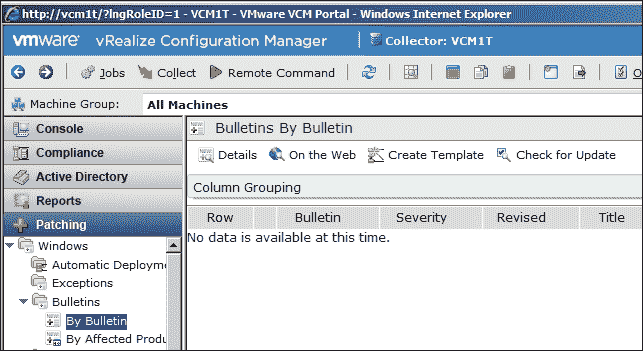 http://vcm1t/?lngRoleID=1 - VCM1T - VMware VCM Portal - Windows Internet Explorer
vmware vRealize Configuration Manager Collector: VCM1T
Jobs Collect Remote Command
Machine Group: All Machines
Console
Compliance
Active Directory
Reports
Patching
Windows
Automatic Deploym
Exceptions
Bulletins
By Bulletin
By Affected Produ
Bulletins By Bulletin
Details On the Web Create Template Check for Update
Column Grouping
Row Bulletin Severity Revised Title
No data is available at this time.